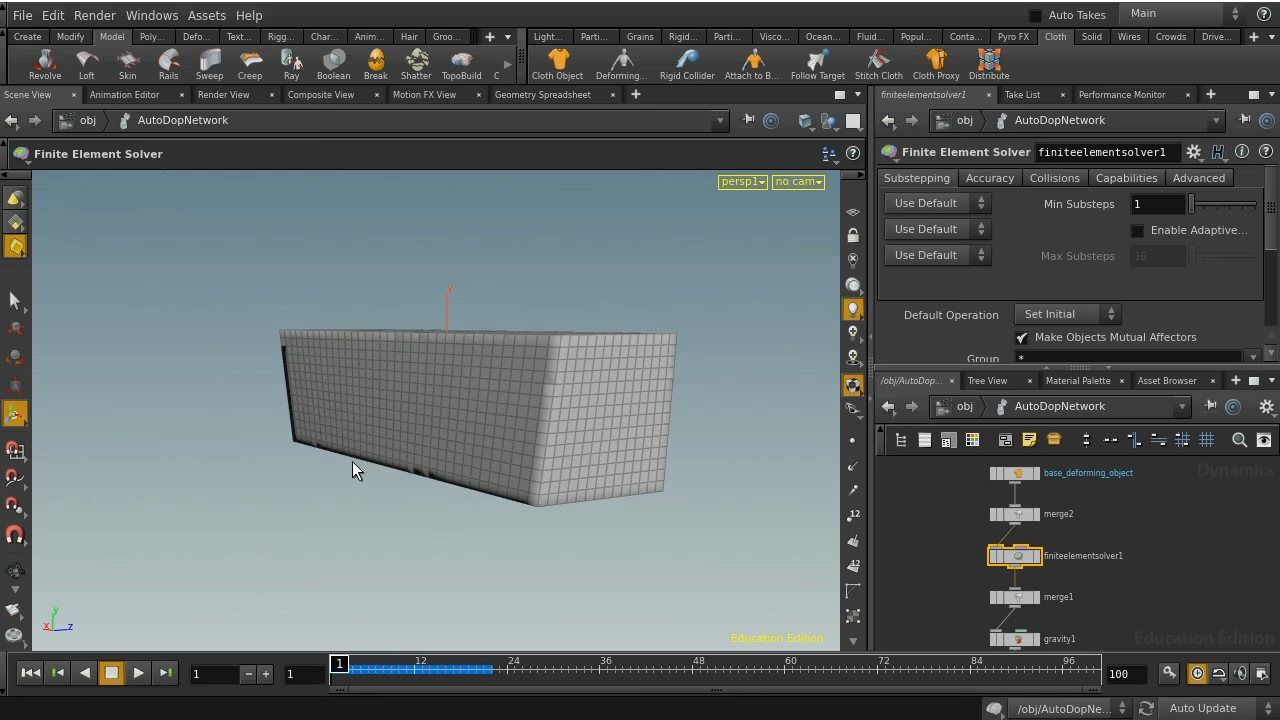 File Edit Render Windows Assets Help Auto Takes Main
Create Modify Model Poly... Defo... Text... Rigg... Char... Anim... Hair Groo... Light... Parti... Grains Rigid... Parti... Visco... Ocean... Fluid... Popul... Conta... Pyro FX Cloth Solid Wires Crowds Drive...
Revolve Loft Skin Rails Sweep Creep Ray Boolean Break Shatter TopoBuild C Cloth Object Deforming... Rigid Collider Attach to B... Follow Target Stitch Cloth Cloth Proxy Distribute
Scene View Animation Editor Render View Composite View Motion FX View Geometry Spreadsheet finiteelementsolver1 Take List Performance Monitor
obj AutoDopNetwork obj AutoDopNetwork
Finite Element Solver Finite Element Solver finiteelementsolver1
persp1 no cam Substepping Accuracy Collisions Capabilities Advanced
Use Default Min Substeps 1
Use Default Enable Adaptive...
Use Default Max Substeps 16
y
Default Operation Set Initial
Make Objects Mutual Affectors
Group *
/obj/AutoDop... Tree View Material Palette Asset Browser
obj AutoDopNetwork
Dynamics
base_deforming_object
12
merge2
finiteelementsolver1
12
merge1
y
x z
Education Edition Education Edition
gravity1
1 1 1 12 24 36 48 60 72 84 96 100
/obj/AutoDopNe... Auto Update